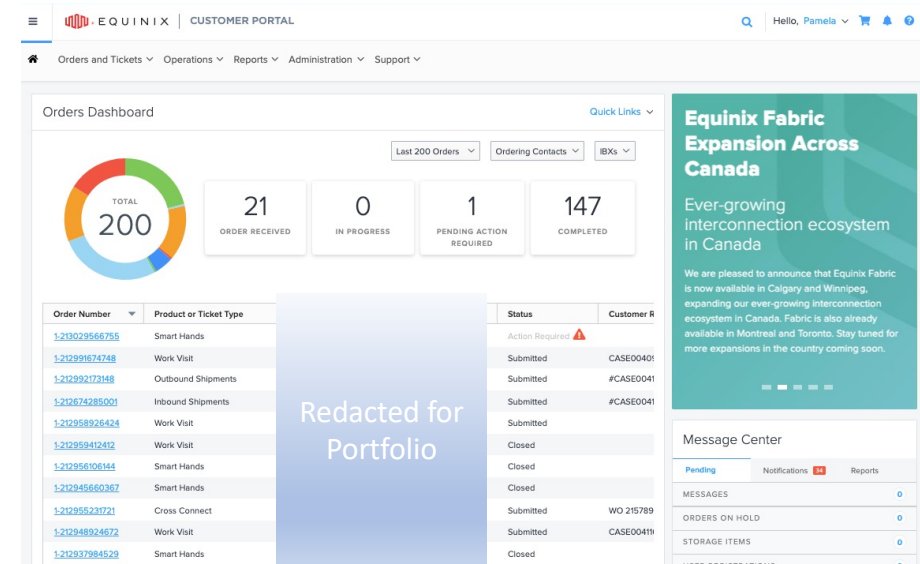 EQUINIX | CUSTOMER PORTAL
Hello, Pamela
Orders and Tickets Operations Reports Administration Support
Orders Dashboard
Quick Links
Last 200 Orders Ordering Contacts IBXs
TOTAL
200
21
ORDER RECEIVED
0
IN PROGRESS
1
PENDING ACTION
REQUIRED
147
COMPLETED
Order Number Product or Ticket Type Status Customer R
1-213029566755 Smart Hands Action Required
1-212991674748 Work Visit Submitted CASE00409
1-212992173148 Outbound Shipments Submitted #CASE0041
1-212674285001 Inbound Shipments Submitted #CASE0041
1-212958926424 Work Visit Submitted
1-212959412412 Work Visit Closed
1-212956106144 Smart Hands Closed
1-212945660367 Smart Hands Closed
1-212955231721 Cross Connect Submitted WO 215789
1-212948924672 Work Visit Submitted CASE00411
1-212937984529 Smart Hands Closed
Redacted for
Portfolio
Equinix Fabric
Expansion Across
Canada
Ever-growing
interconnection ecosystem
in Canada
We are pleased to announce that Equinix Fabric
is now available in Calgary and Winnipeg,
expanding our ever-growing interconnection
ecosystem in Canada. Fabric is also already
available in Montreal and Toronto. Stay tuned for
more expansions in the country coming soon.
Message Center
Pending Notifications 34 Reports
MESSAGES 0
ORDERS ON HOLD 0
STORAGE ITEMS 0